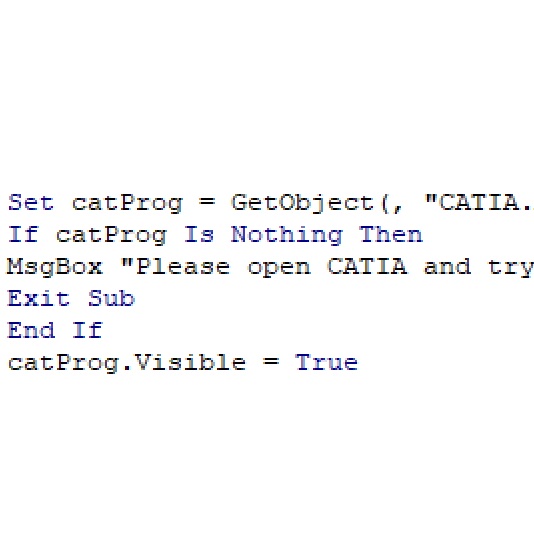 Set catProg = GetObject(, "CATIA.
If catProg Is Nothing Then
MsgBox "Please open CATIA and try
Exit Sub
End If
catProg.Visible = True